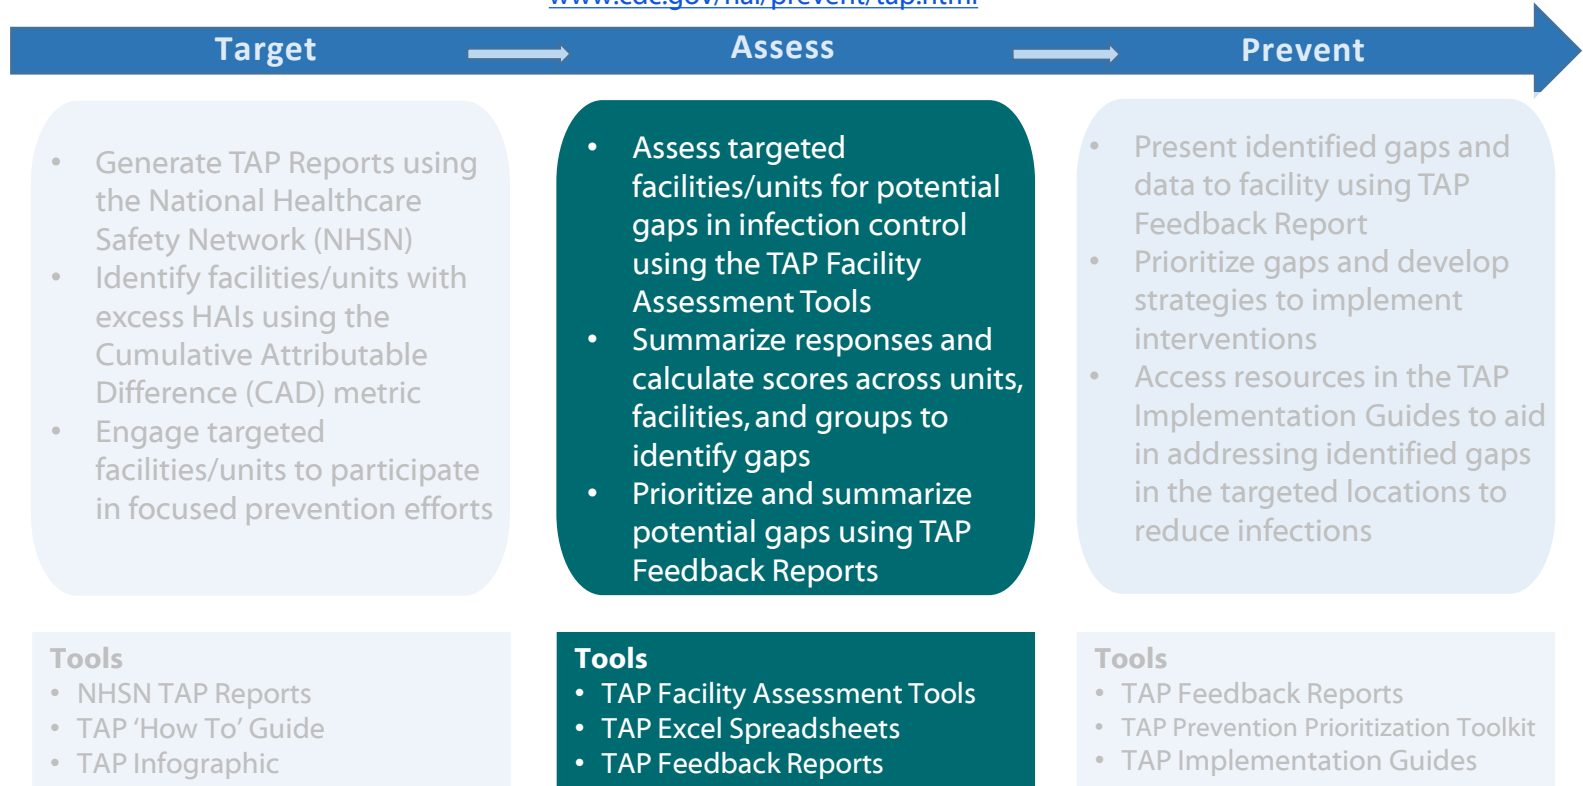 www.cdc.gov/hai/prevent/tap.html
Target
Assess
Prevent
• Generate TAP Reports using
the National Healthcare
Safety Network (NHSN)
• Identify facilities/units with
excess HAIs using the
Cumulative Attributable
Difference (CAD) metric
• Engage targeted
facilities/units to participate
in focused prevention efforts
• Assess targeted
facilities/units for potential
gaps in infection control
using the TAP Facility
Assessment Tools
• Summarize responses and
calculate scores across units,
facilities, and groups to
identify gaps
• Prioritize and summarize
potential gaps using TAP
Feedback Reports
• Present identified gaps and
data to facility using TAP
Feedback Report
• Prioritize gaps and develop
strategies to implement
interventions
• Access resources in the TAP
Implementation Guides to aid
in addressing identified gaps
in the targeted locations to
reduce infections
Tools
• NHSN TAP Reports
• TAP ‘How To’ Guide
• TAP Infographic
Tools
• TAP Facility Assessment Tools
• TAP Excel Spreadsheets
• TAP Feedback Reports
Tools
• TAP Feedback Reports
• TAP Prevention Prioritization Toolkit
• TAP Implementation Guides